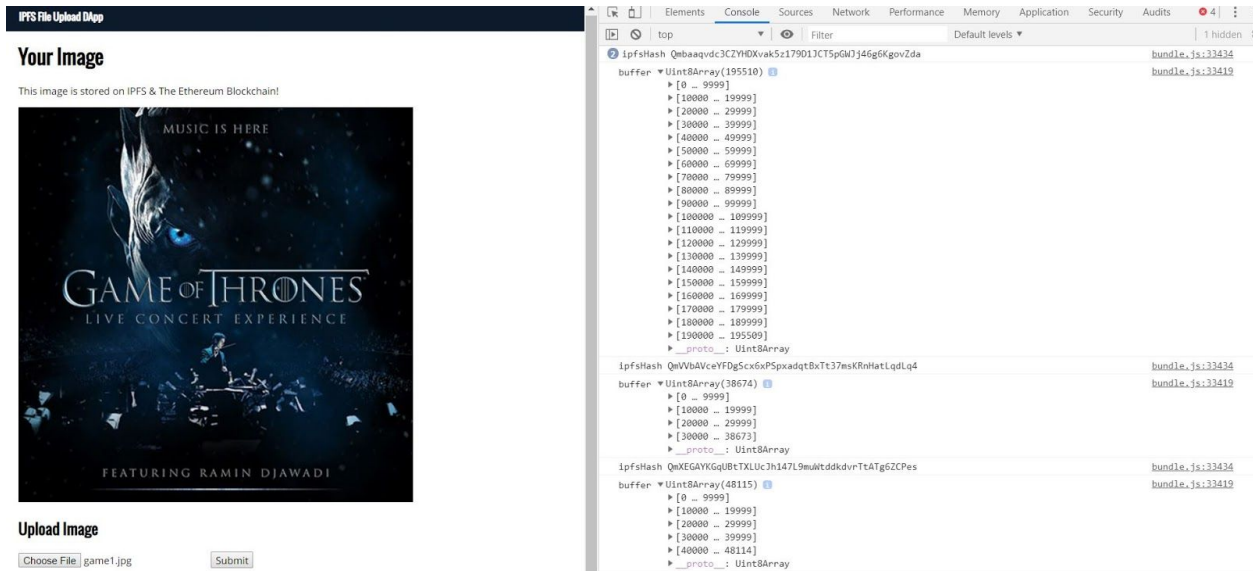 IPFS File Upload DApp
Your Image
This image is stored on IPFS & The Ethereum Blockchain!
MUSIC IS HERE
GAME OF THRONES
LIVE CONCERT EXPERIENCE
FEATURING RAMIN DJAWADI
Upload Image
Choose File game1.jpg Submit
Elements Console Sources Network Performance Memory Application Security Audits 4
top Filter Default levels ▼ 1 hidden
2 ipfsHash Qmbaaqvdc3CZYHDXvak5z179D1JCT5pGWJj46g6KgovZda bundle.js:33434
buffer ▼Uint8Array(195510) i bundle.js:33419
▶[0 … 9999]
▶[10000 … 19999]
▶[20000 … 29999]
▶[30000 … 39999]
▶[40000 … 49999]
▶[50000 … 59999]
▶[60000 … 69999]
▶[70000 … 79999]
▶[80000 … 89999]
▶[90000 … 99999]
▶[100000 … 109999]
▶[110000 … 119999]
▶[120000 … 129999]
▶[130000 … 139999]
▶[140000 … 149999]
▶[150000 … 159999]
▶[160000 … 169999]
▶[170000 … 179999]
▶[180000 … 189999]
▶[190000 … 195509]
▶__proto__: Uint8Array
ipfsHash QmVVbAVceYFDgScx6xPSpxadqtBxTt37msKRnHatLqdLq4 bundle.js:33434
buffer ▼Uint8Array(38674) i bundle.js:33419
▶[0 … 9999]
▶[10000 … 19999]
▶[20000 … 29999]
▶[30000 … 38673]
▶__proto__: Uint8Array
ipfsHash QmXEGAYKGqUBtTXLUcJh147L9muWtddkdvrTtATg6ZCPes bundle.js:33434
buffer ▼Uint8Array(48115) i bundle.js:33419
▶[0 … 9999]
▶[10000 … 19999]
▶[20000 … 29999]
▶[30000 … 39999]
▶[40000 … 48114]
▶__proto__: Uint8Array